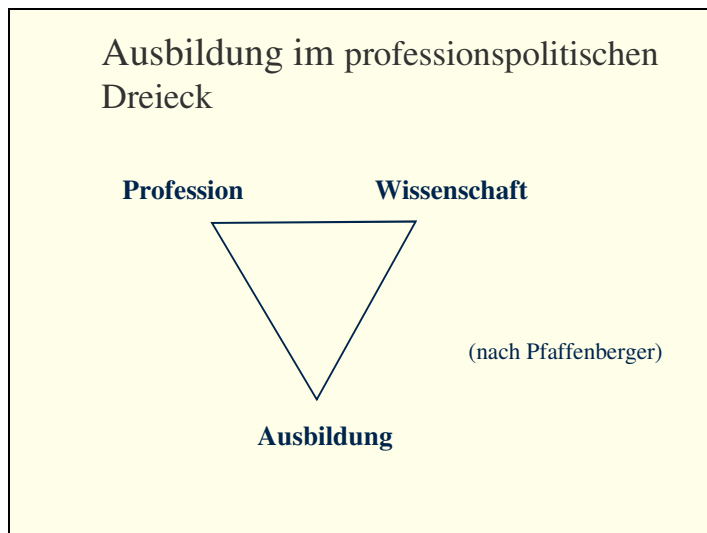 Ausbildung im professionspolitischen
Dreieck
Profession Wissenschaft
(nach Pfaffenberger)
Ausbildung